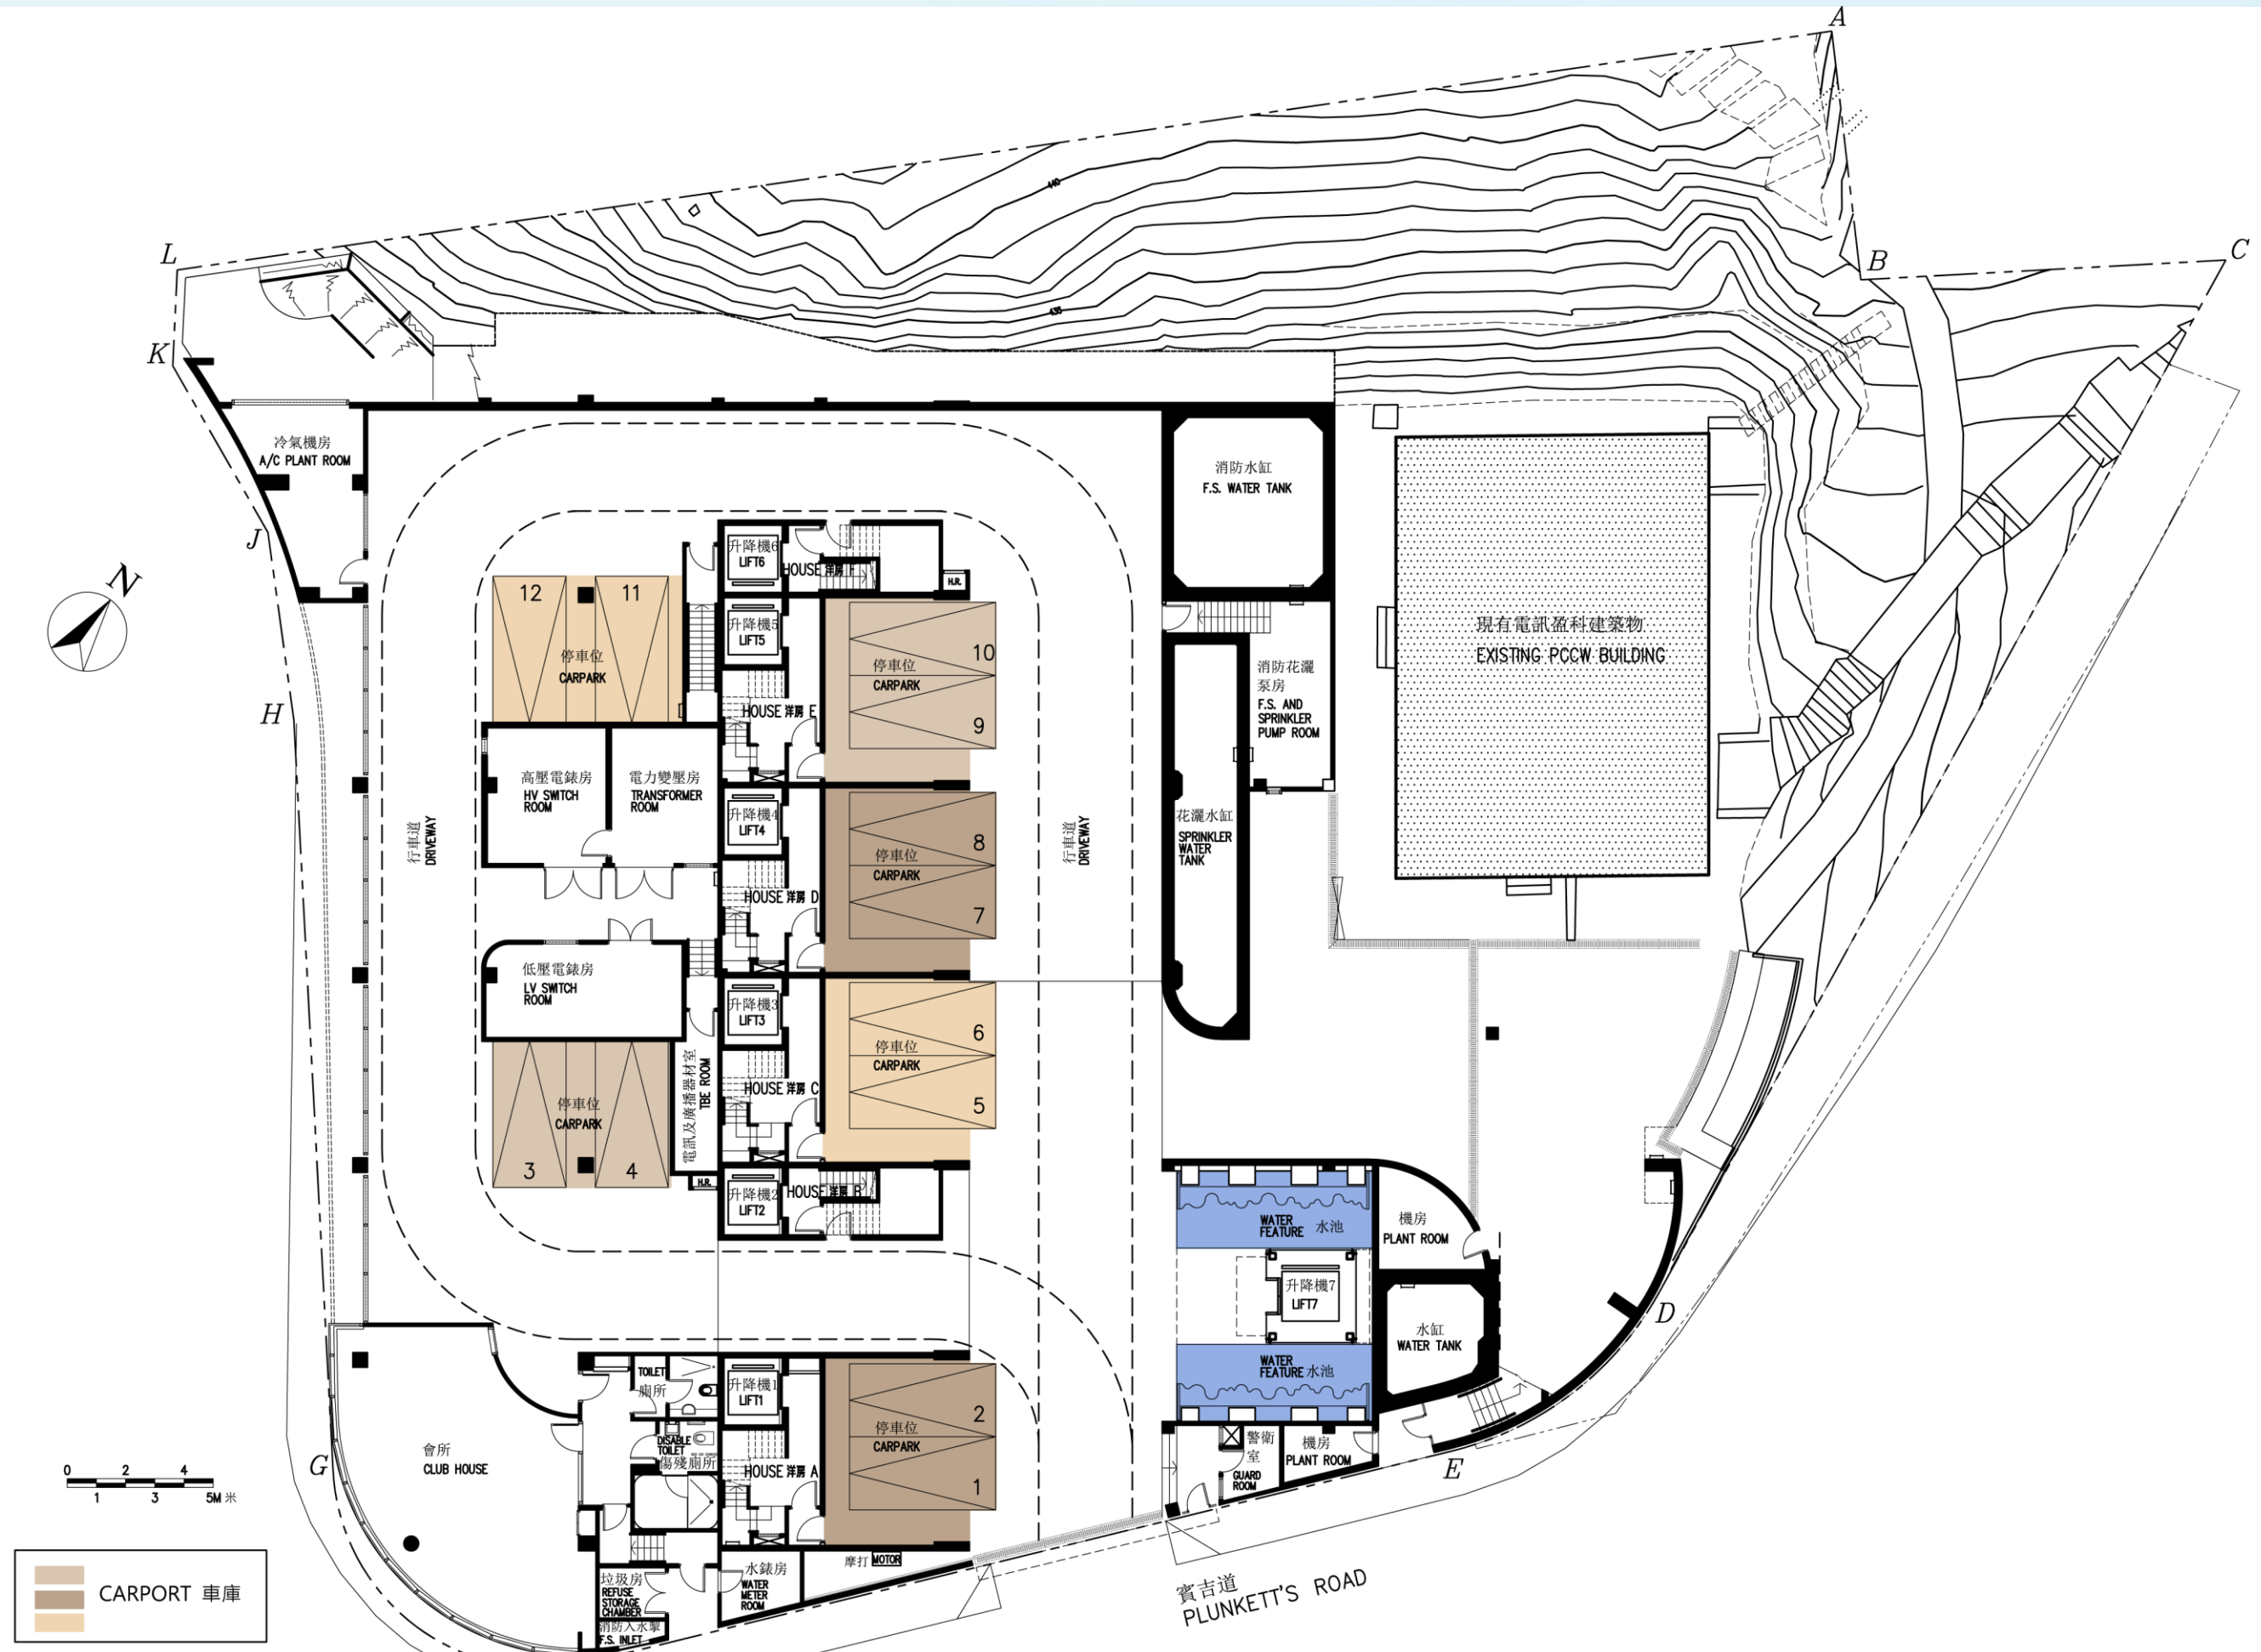 A
L
B
C
K
440
435
冷氣機房
A/C PLANT ROOM
消防水缸
F.S. WATER TANK
J
N
升降機6
LIFT6
HOUSE 洋房 F
H.R.
12
11
停車位
CARPARK
升降機5
LIFT5
10
停車位
CARPARK
9
HOUSE 洋房 E
消防花灑
泵房
F.S. AND
SPRINKLER
PUMP ROOM
現有電訊盈科建築物
EXISTING PCCW BUILDING
H
高壓電錶房
HV SWITCH
ROOM
電力變壓房
TRANSFORMER
ROOM
升降機4
LIFT4
8
停車位
CARPARK
7
HOUSE 洋房 D
行車道
DRIVEWAY
行車道
DRIVEWAY
花灑水缸
SPRINKLER
WATER
TANK
低壓電錶房
LV SWITCH
ROOM
升降機3
LIFT3
6
停車位
CARPARK
5
HOUSE 洋房 C
電訊及廣播器材室
TBE ROOM
停車位
CARPARK
3
4
H.R.
升降機2
LIFT2
HOUSE 洋房 B
WATER
FEATURE 水池
機房
PLANT ROOM
升降機7
LIFT7
D
水缸
WATER TANK
WATER
FEATURE 水池
TOILET
廁所
升降機1
LIFT1
2
停車位
CARPARK
1
HOUSE 洋房 A
DISABLE
TOILET
傷殘廁所
會所
CLUB HOUSE
G
警衛
室
GUARD
ROOM
機房
PLANT ROOM
E
0 2 4
1 3 5M 米
摩打 MOTOR
水錶房
WATER
METER
ROOM
垃圾房
REFUSE
STORAGE
CHAMBER
消防入水掣
F.S. INLET
賓吉道
PLUNKETT'S ROAD
CARPORT 車庫